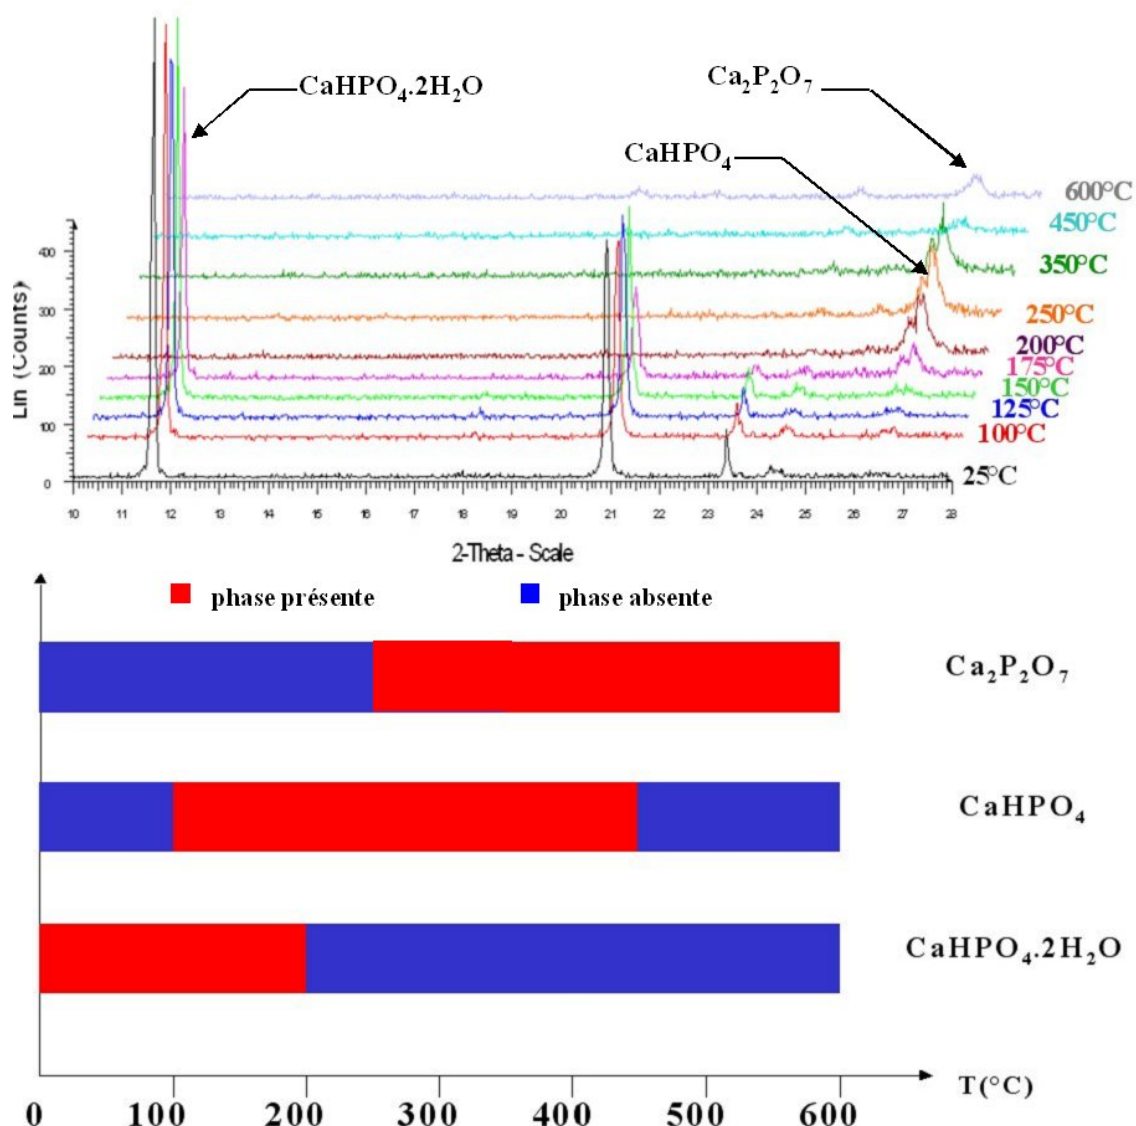 CaHPO₄.2H₂O
Ca₂P₂O₇
CaHPO₄
600°C
450°C
350°C
250°C
200°C
175°C
150°C
125°C
100°C
25°C
Lin (Counts)
400
300
200
100
0
10 11 12 13 14 15 16 17 18 19 20 21 22 23 24 25 26 27 28
2-Theta - Scale
phase présente phase absente
Ca₂P₂O₇
CaHPO₄
CaHPO₄.2H₂O
T(°C)
0 100 200 300 400 500 600